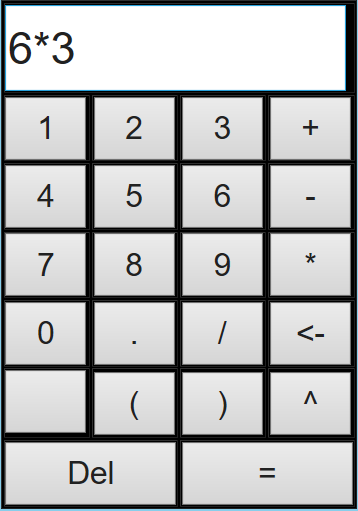 6*3
1 2 3 +
4 5 6 -
7 8 9 *
0 . / <-
( ) ^
Del =